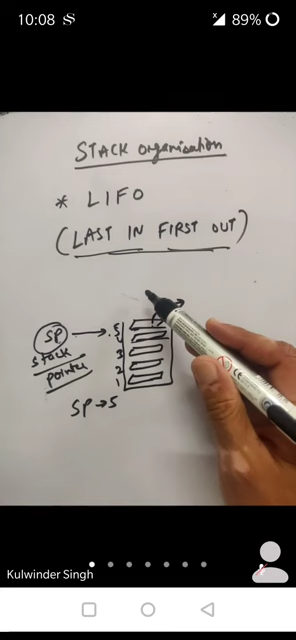 10:08 S 89%
STACK organisation
* LIFO
(LAST IN FIRST OUT)
SP → 5
stack 4
pointer 3
2
1
SP → 5
Kulwinder Singh